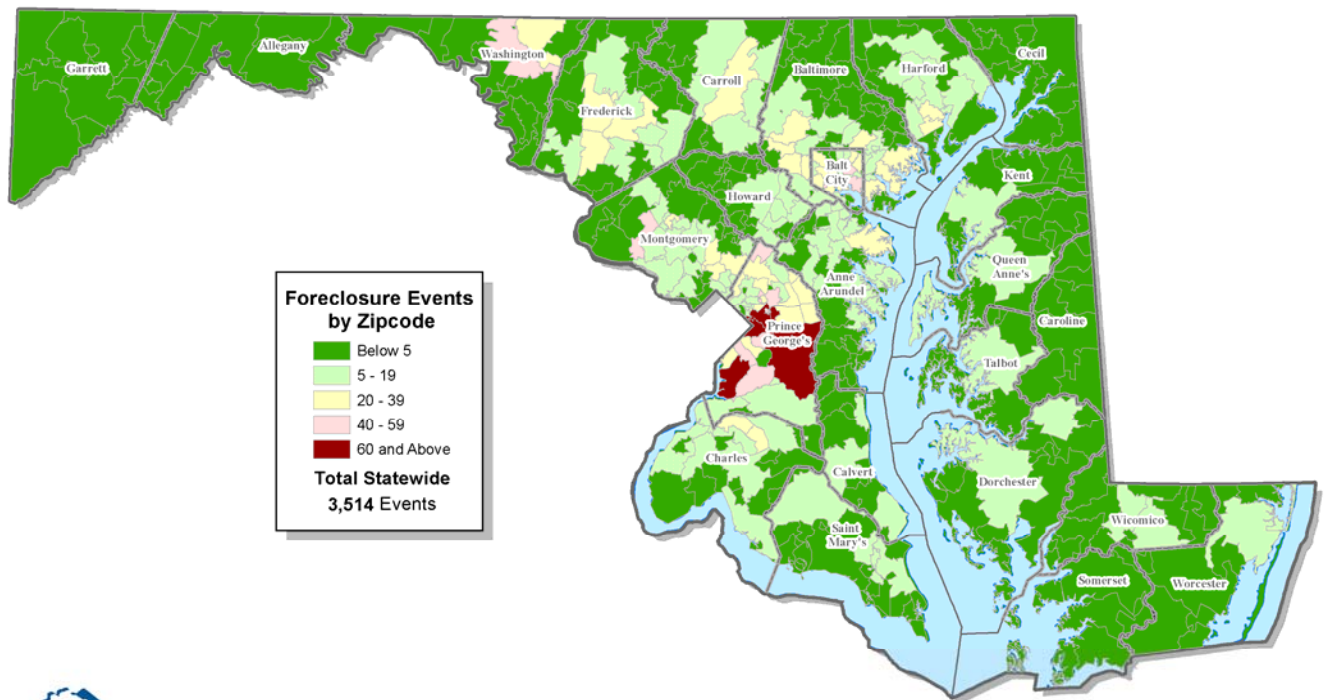 Garrett
Allegany
Washington
Frederick
Carroll
Baltimore
Harford
Cecil
Balt
City
Kent
Howard
Montgomery
Queen
Anne's
Anne
Arundel
Prince
George's
Caroline
Talbot
Charles
Calvert
Dorchester
Saint
Mary's
Wicomico
Somerset
Worcester
Foreclosure Events
by Zipcode
Below 5
5 - 19
20 - 39
40 - 59
60 and Above
Total Statewide
3,514 Events